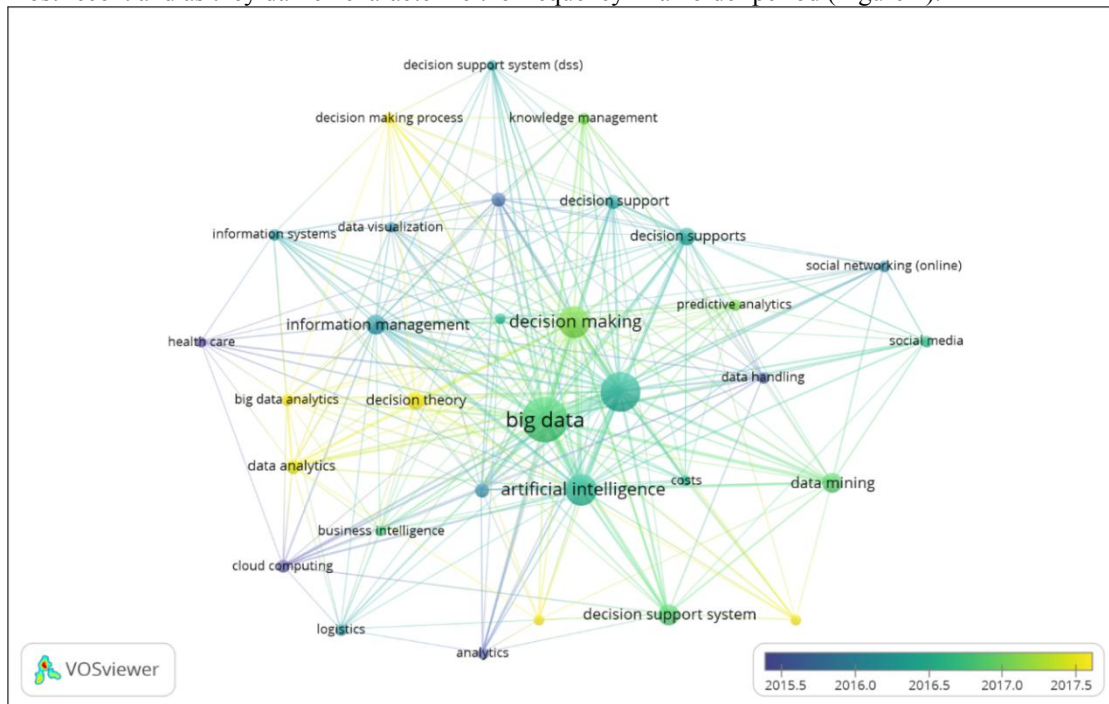 decision support system (dss)
decision making process
knowledge management
decision support
information systems
data visualization
decision supports
social networking (online)
predictive analytics
information management
decision making
health care
social media
data handling
big data analytics
decision theory
big data
data analytics
artificial intelligence
costs
data mining
business intelligence
cloud computing
decision support system
logistics
analytics
VOSviewer
2015.5 2016.0 2016.5 2017.0 2017.5